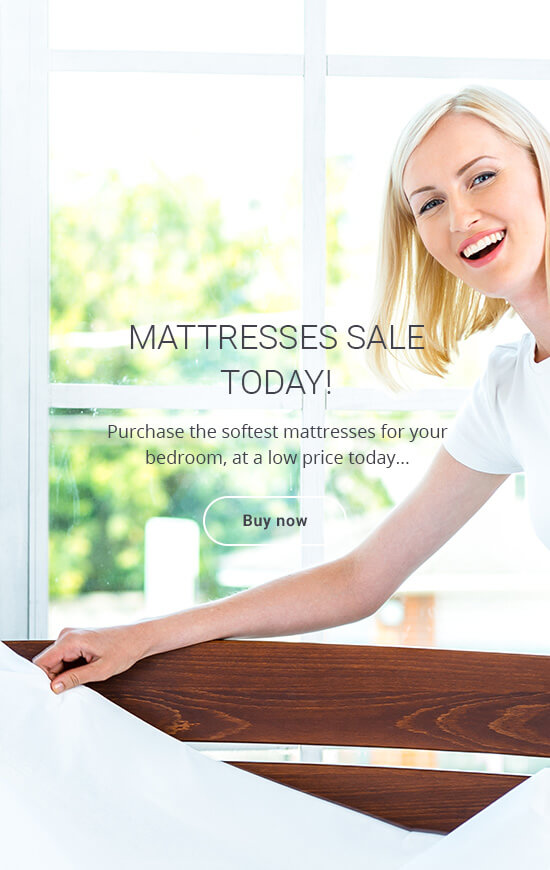 MATTRESSES SALE
TODAY!
Purchase the softest mattresses for your
bedroom, at a low price today...
Buy now